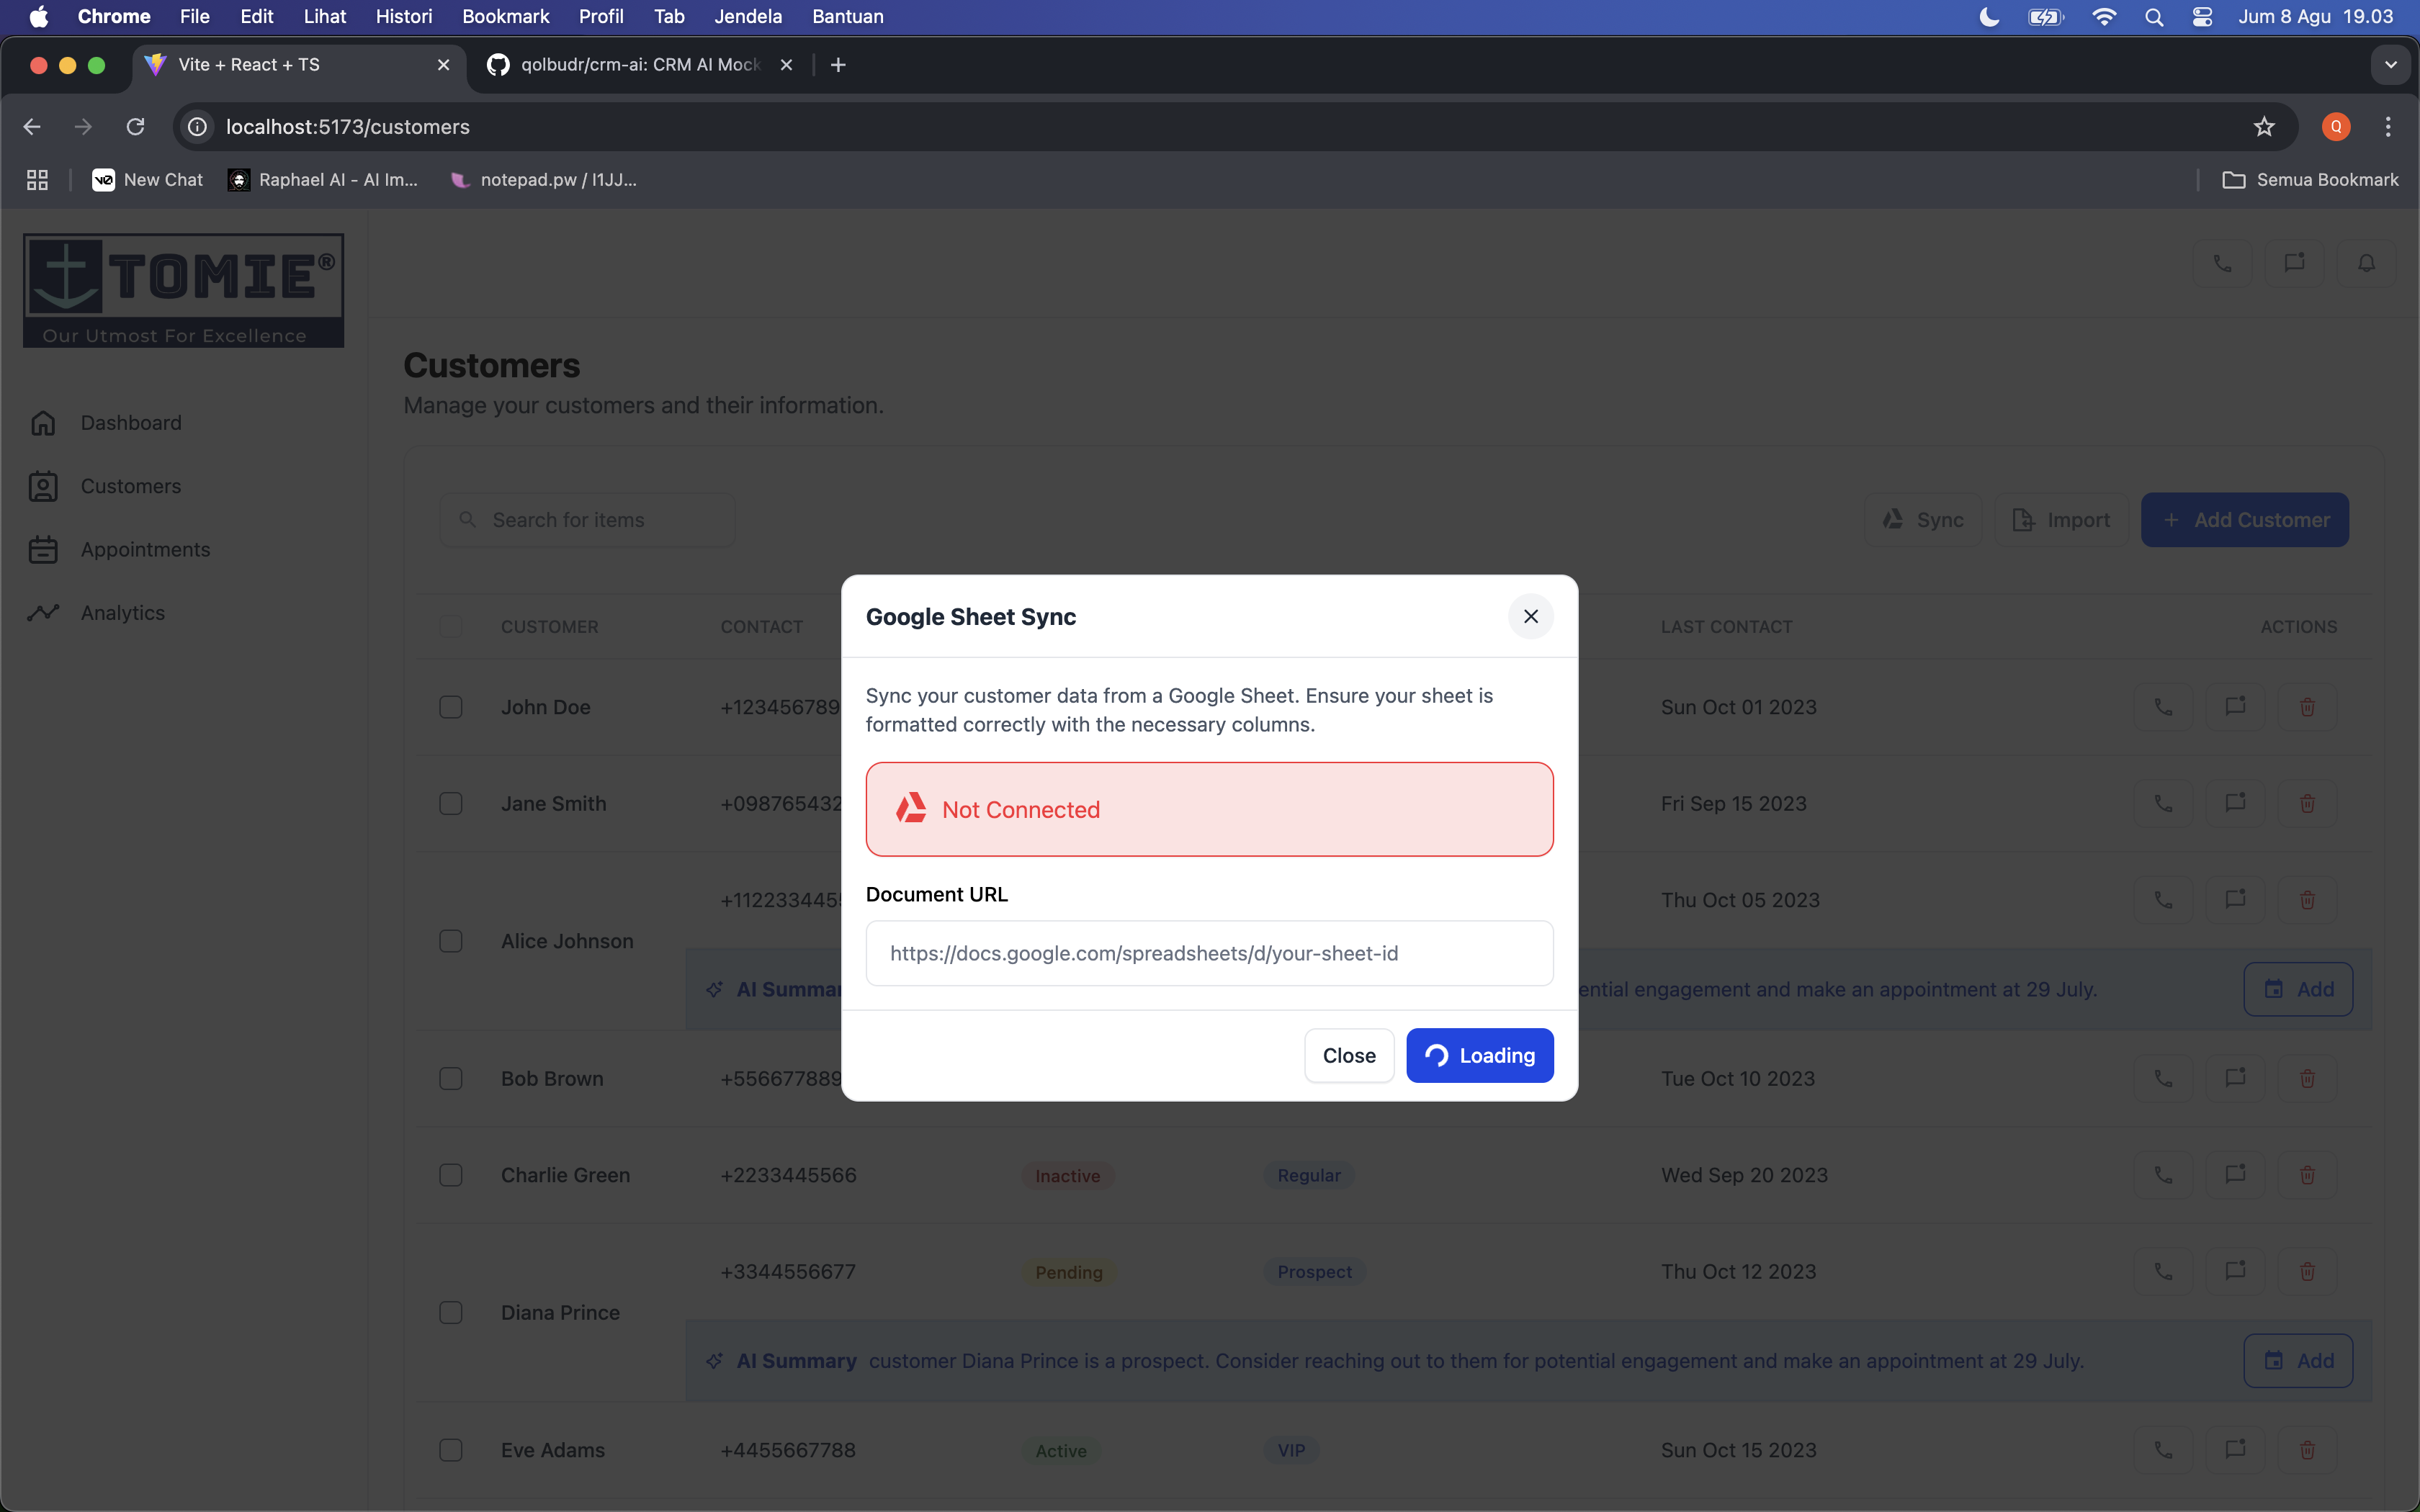 Chrome File Edit Lihat Histori Bookmark Profil Tab Jendela Bantuan Jum 8 Agu 19.03
Vite + React + TS qolbudr/crm-ai: CRM AI Mock
localhost:5173/customers Q
New Chat Raphael AI - AI Im... notepad.pw / I1JJ... Semua Bookmark
TOMIE®
Our Utmost For Excellence
Dashboard
Customers
Appointments
Analytics
Customers
Manage your customers and their information.
Search for items Sync Import + Add Customer
CUSTOMER CONTACT LAST CONTACT ACTIONS
John Doe +123456789 Sun Oct 01 2023
Jane Smith +098765432 Fri Sep 15 2023
Alice Johnson +112233445 Thu Oct 05 2023
AI Summar ential engagement and make an appointment at 29 July. Add
Bob Brown +556677889 Tue Oct 10 2023
Charlie Green +2233445566 Inactive Regular Wed Sep 20 2023
Diana Prince +3344556677 Pending Prospect Thu Oct 12 2023
AI Summary customer Diana Prince is a prospect. Consider reaching out to them for potential engagement and make an appointment at 29 July. Add
Eve Adams +4455667788 Active VIP Sun Oct 15 2023
Google Sheet Sync
Sync your customer data from a Google Sheet. Ensure your sheet is
formatted correctly with the necessary columns.
Not Connected
Document URL
https://docs.google.com/spreadsheets/d/your-sheet-id
Close Loading